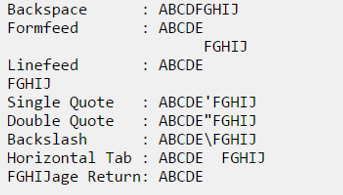 Backspace      : ABCDFGHIJ
Formfeed       : ABCDE
                      FGHIJ
Linefeed       : ABCDE
FGHIJ
Single Quote   : ABCDE'FGHIJ
Double Quote   : ABCDE"FGHIJ
Backslash      : ABCDE\FGHIJ
Horizontal Tab : ABCDE  FGHIJ
FGHIJage Return: ABCDE